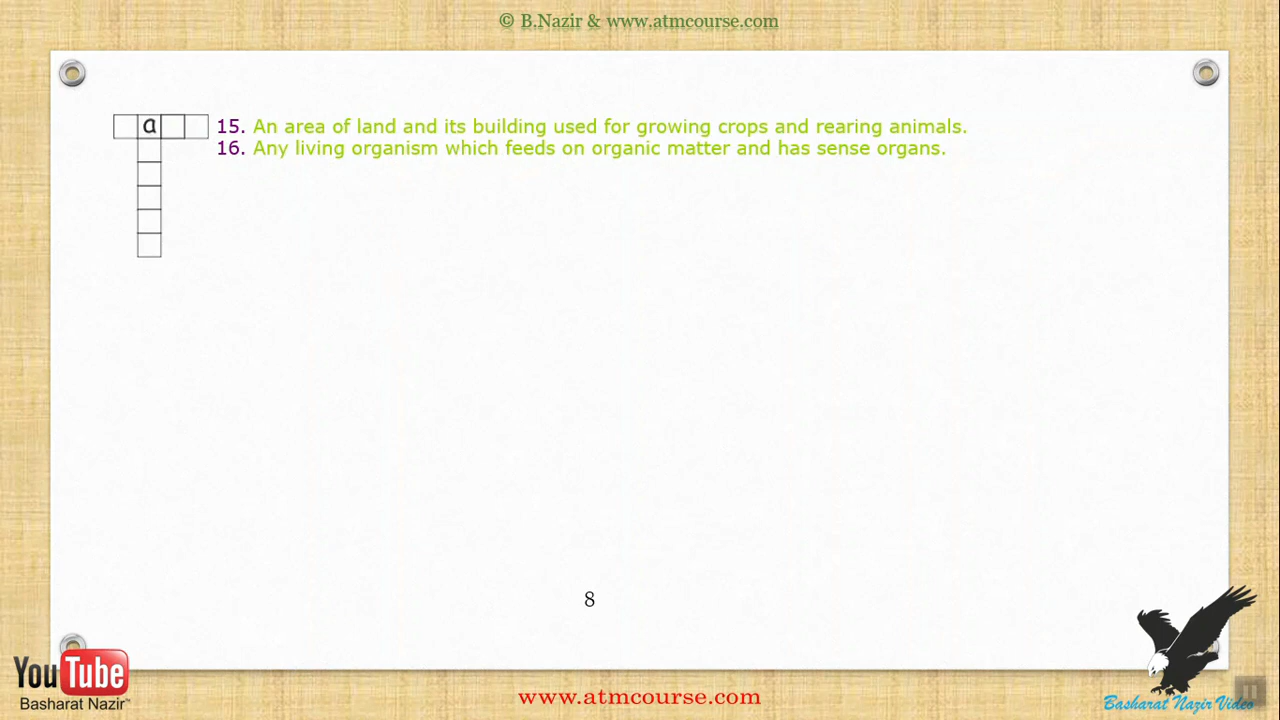 © B.Nazir & www.atmcourse.com
a
15. An area of land and its building used for growing crops and rearing animals.
16. Any living organism which feeds on organic matter and has sense organs.
8
YouTube
Basharat Nazir™
www.atmcourse.com
Basharat Nazir Video